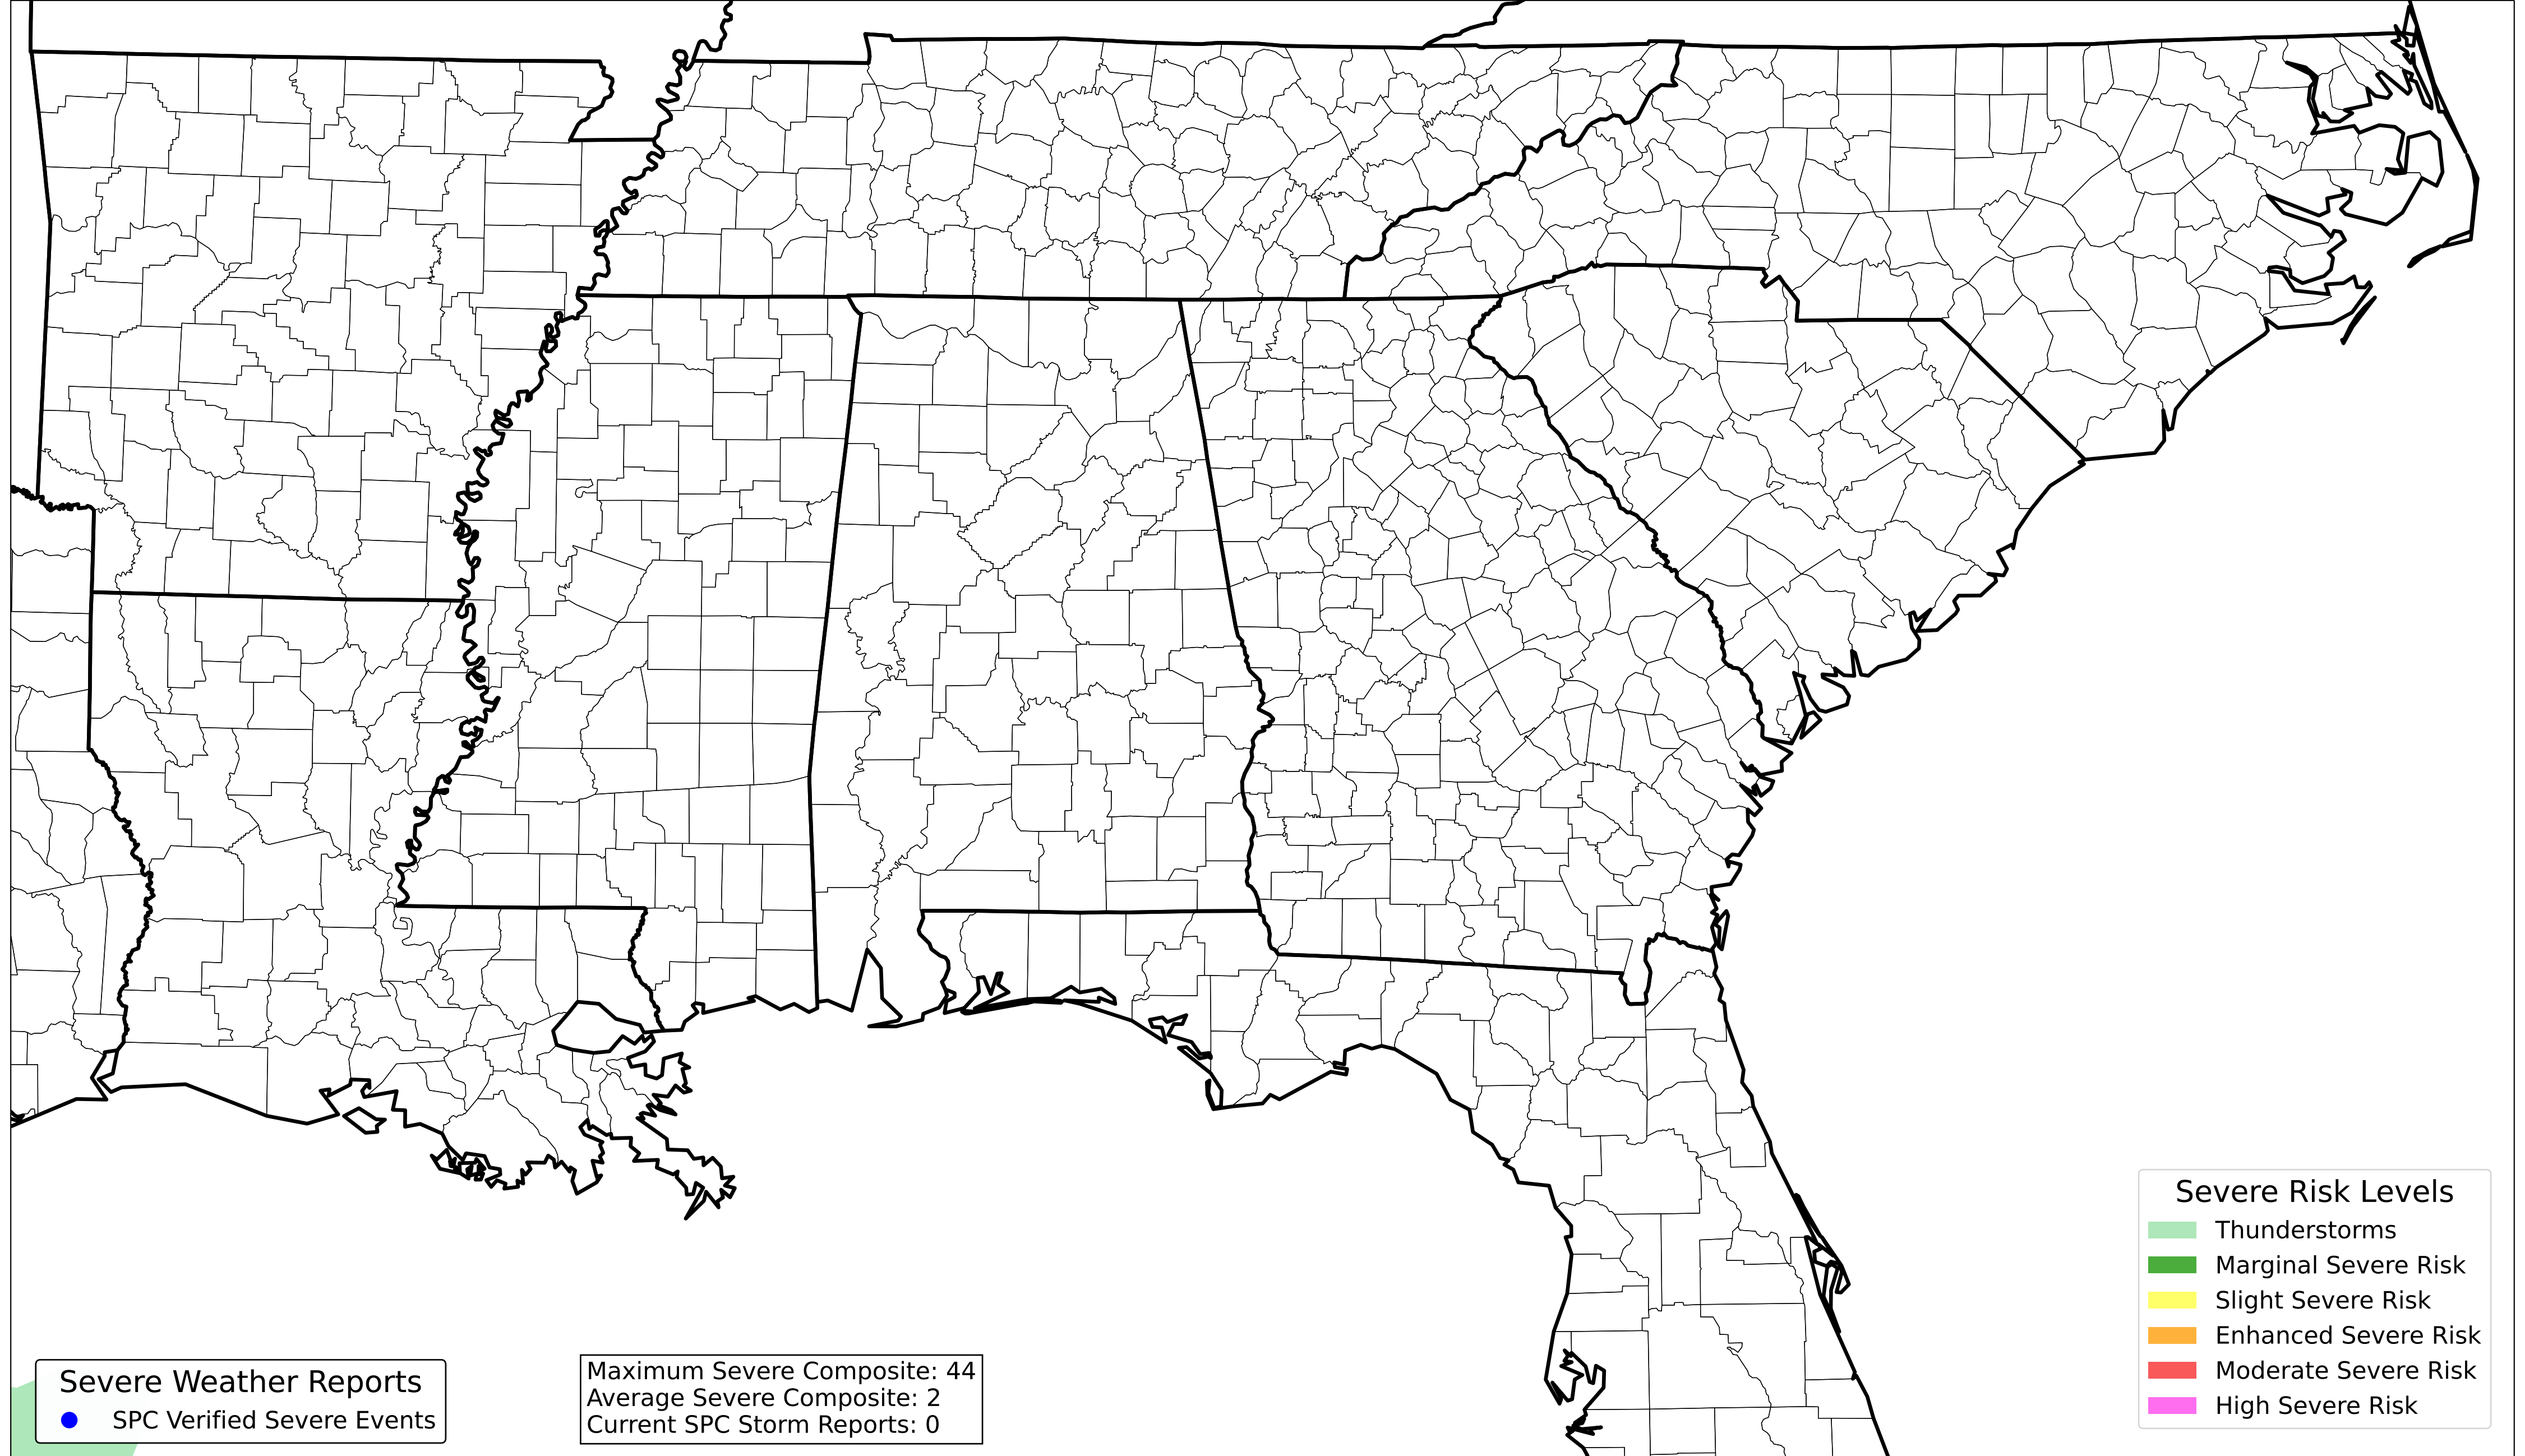 Severe Weather Reports
SPC Verified Severe Events
Maximum Severe Composite: 44
Average Severe Composite: 2
Current SPC Storm Reports: 0
Severe Risk Levels
Thunderstorms
Marginal Severe Risk
Slight Severe Risk
Enhanced Severe Risk
Moderate Severe Risk
High Severe Risk